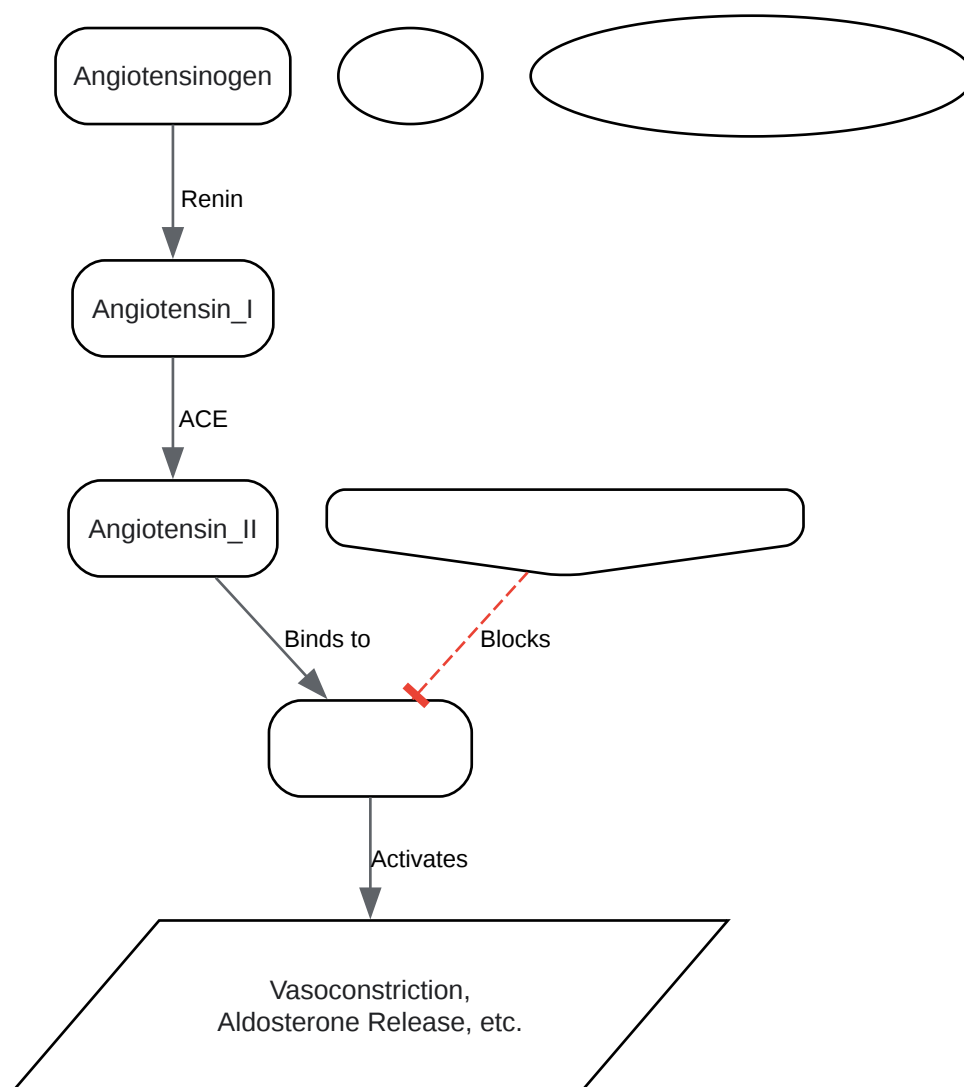 Angiotensinogen
Renin
Angiotensin_I
ACE
Angiotensin_II
Binds to
Blocks
Activates
Vasoconstriction,
Aldosterone Release, etc.